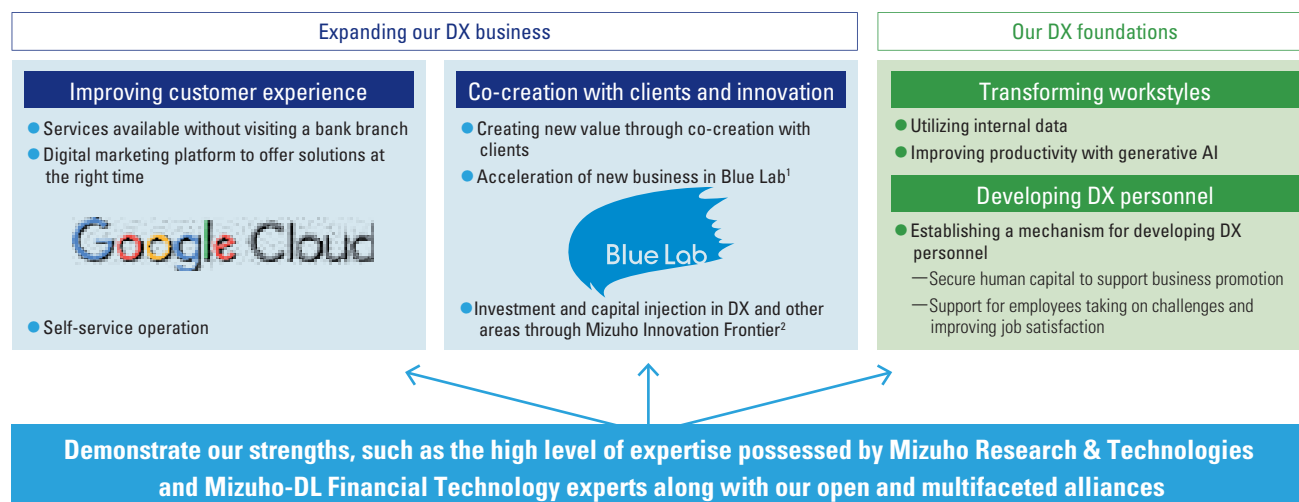 Expanding our DX business
Our DX foundations
Improving customer experience
● Services available without visiting a bank branch
● Digital marketing platform to offer solutions at
the right time
Google Cloud
● Self-service operation
Co-creation with clients and innovation
● Creating new value through co-creation with
clients
● Acceleration of new business in Blue Lab¹
Blue Lab
● Investment and capital injection in DX and other
areas through Mizuho Innovation Frontier²
Transforming workstyles
● Utilizing internal data
● Improving productivity with generative AI
Developing DX personnel
● Establishing a mechanism for developing DX
personnel
—Secure human capital to support business promotion
—Support for employees taking on challenges and
improving job satisfaction
Demonstrate our strengths, such as the high level of expertise possessed by Mizuho Research & Technologies
and Mizuho-DL Financial Technology experts along with our open and multifaceted alliances